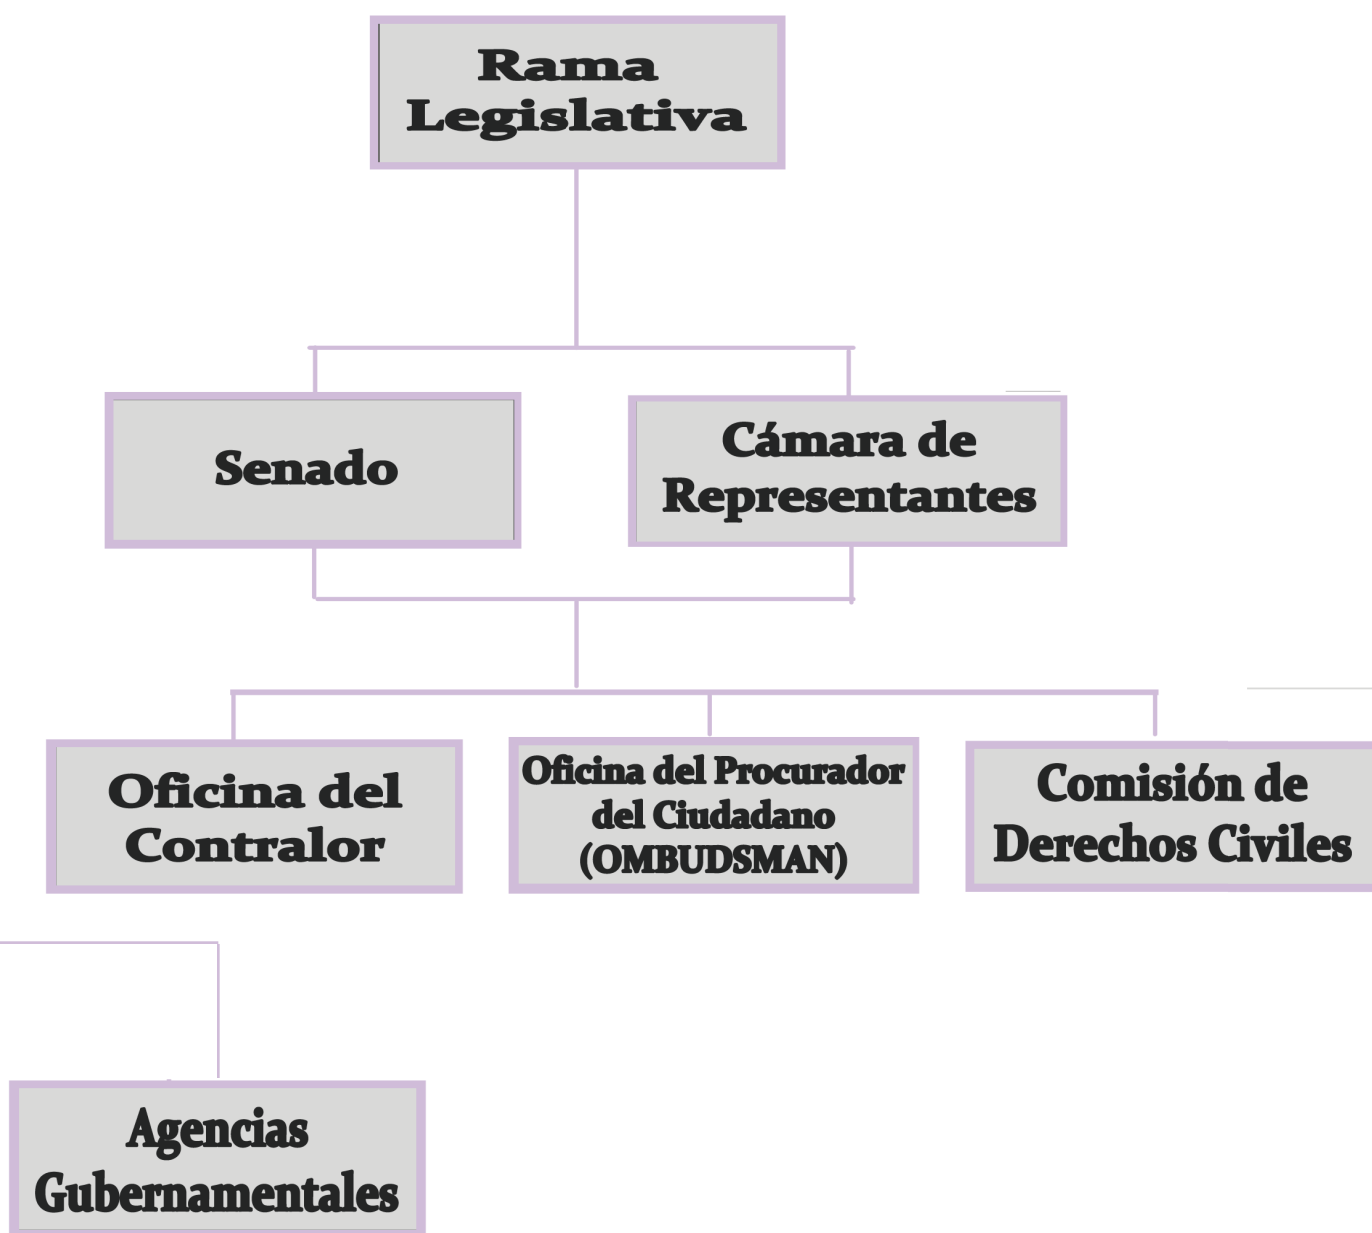 Rama
Legislativa
Senado
Cámara de
Representantes
Oficina del
Contralor
Oficina del Procurador
del Ciudadano
(OMBUDSMAN)
Comisión de
Derechos Civiles
Agencias
Gubernamentales